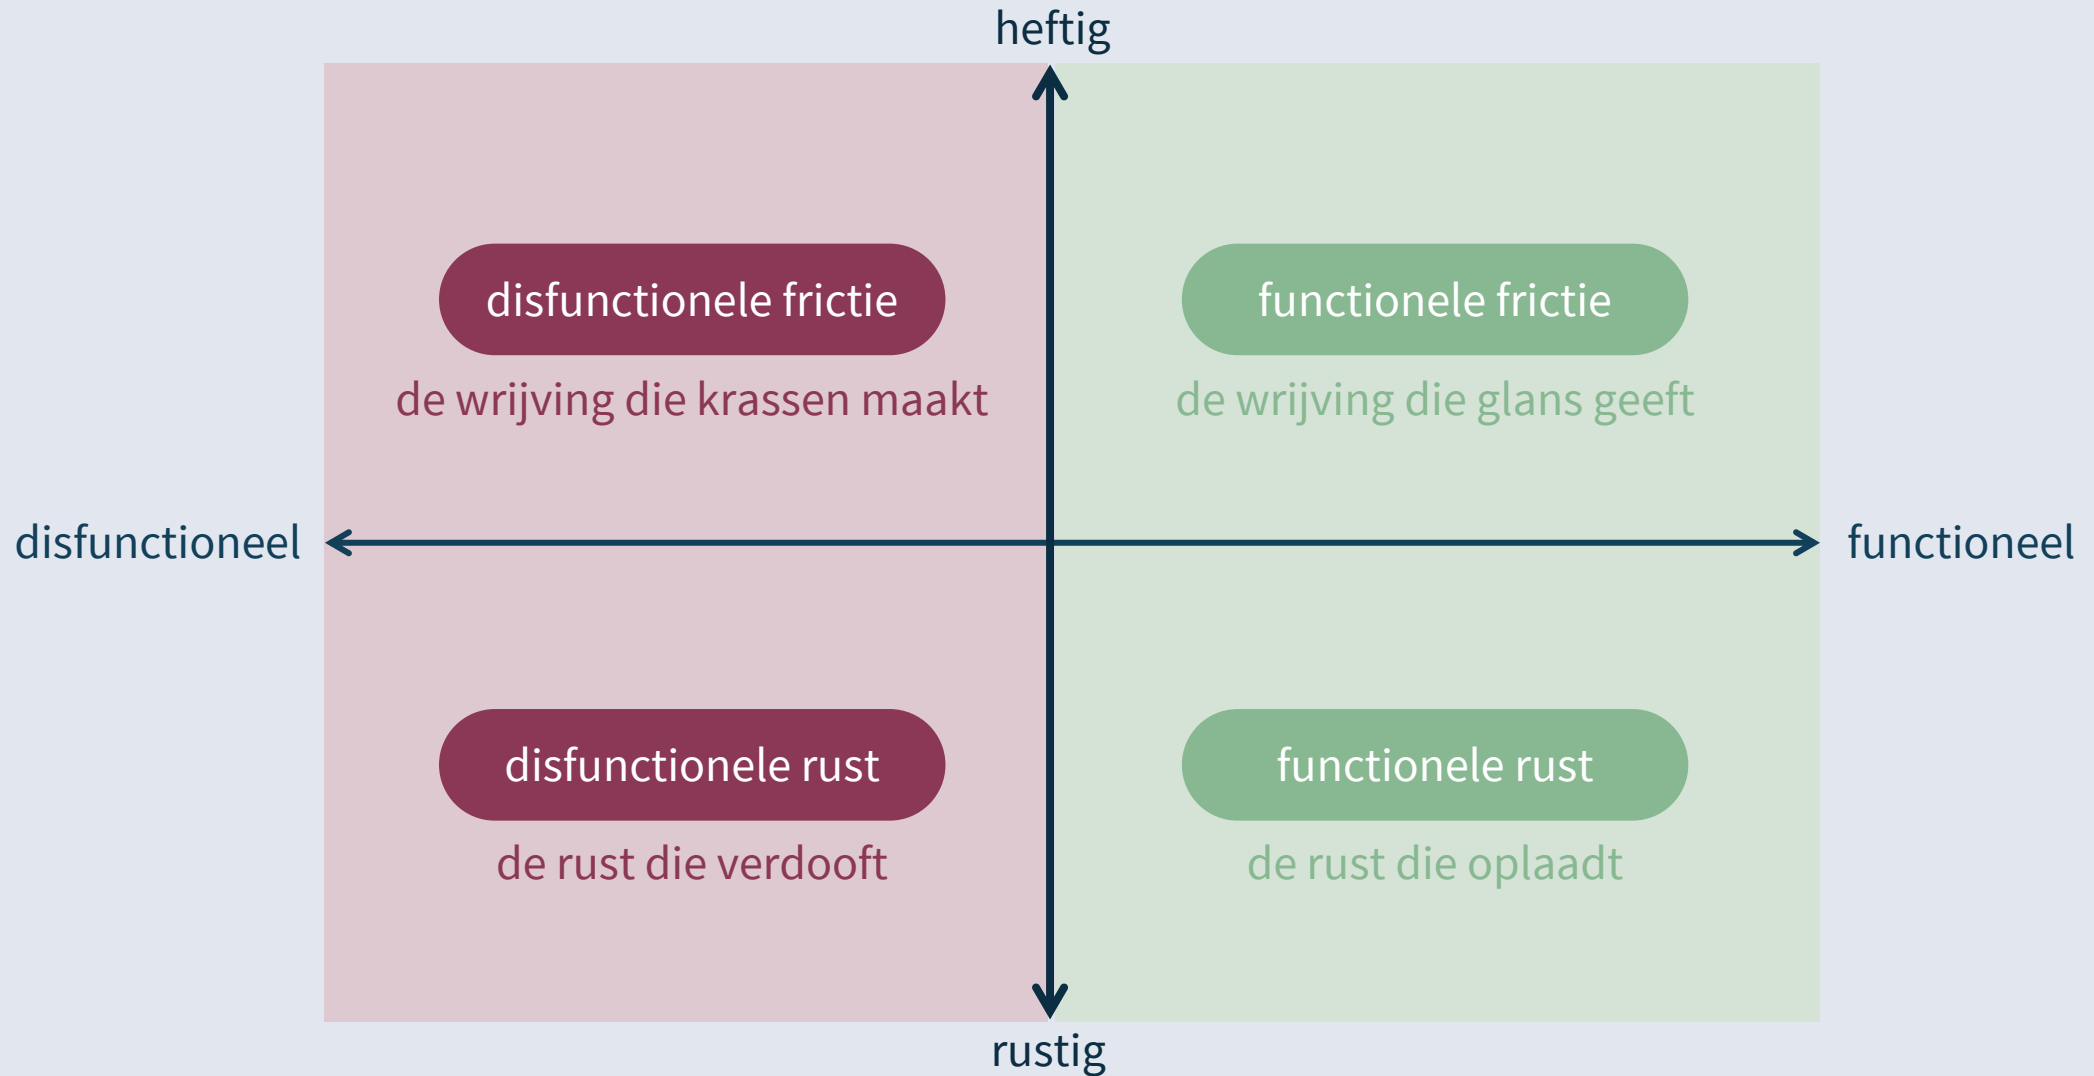 heftig
disfunctionele frictie
de wrijving die krassen maakt
functionele frictie
de wrijving die glans geeft
disfunctioneel
functioneel
disfunctionele rust
de rust die verdooft
functionele rust
de rust die oplaadt
rustig